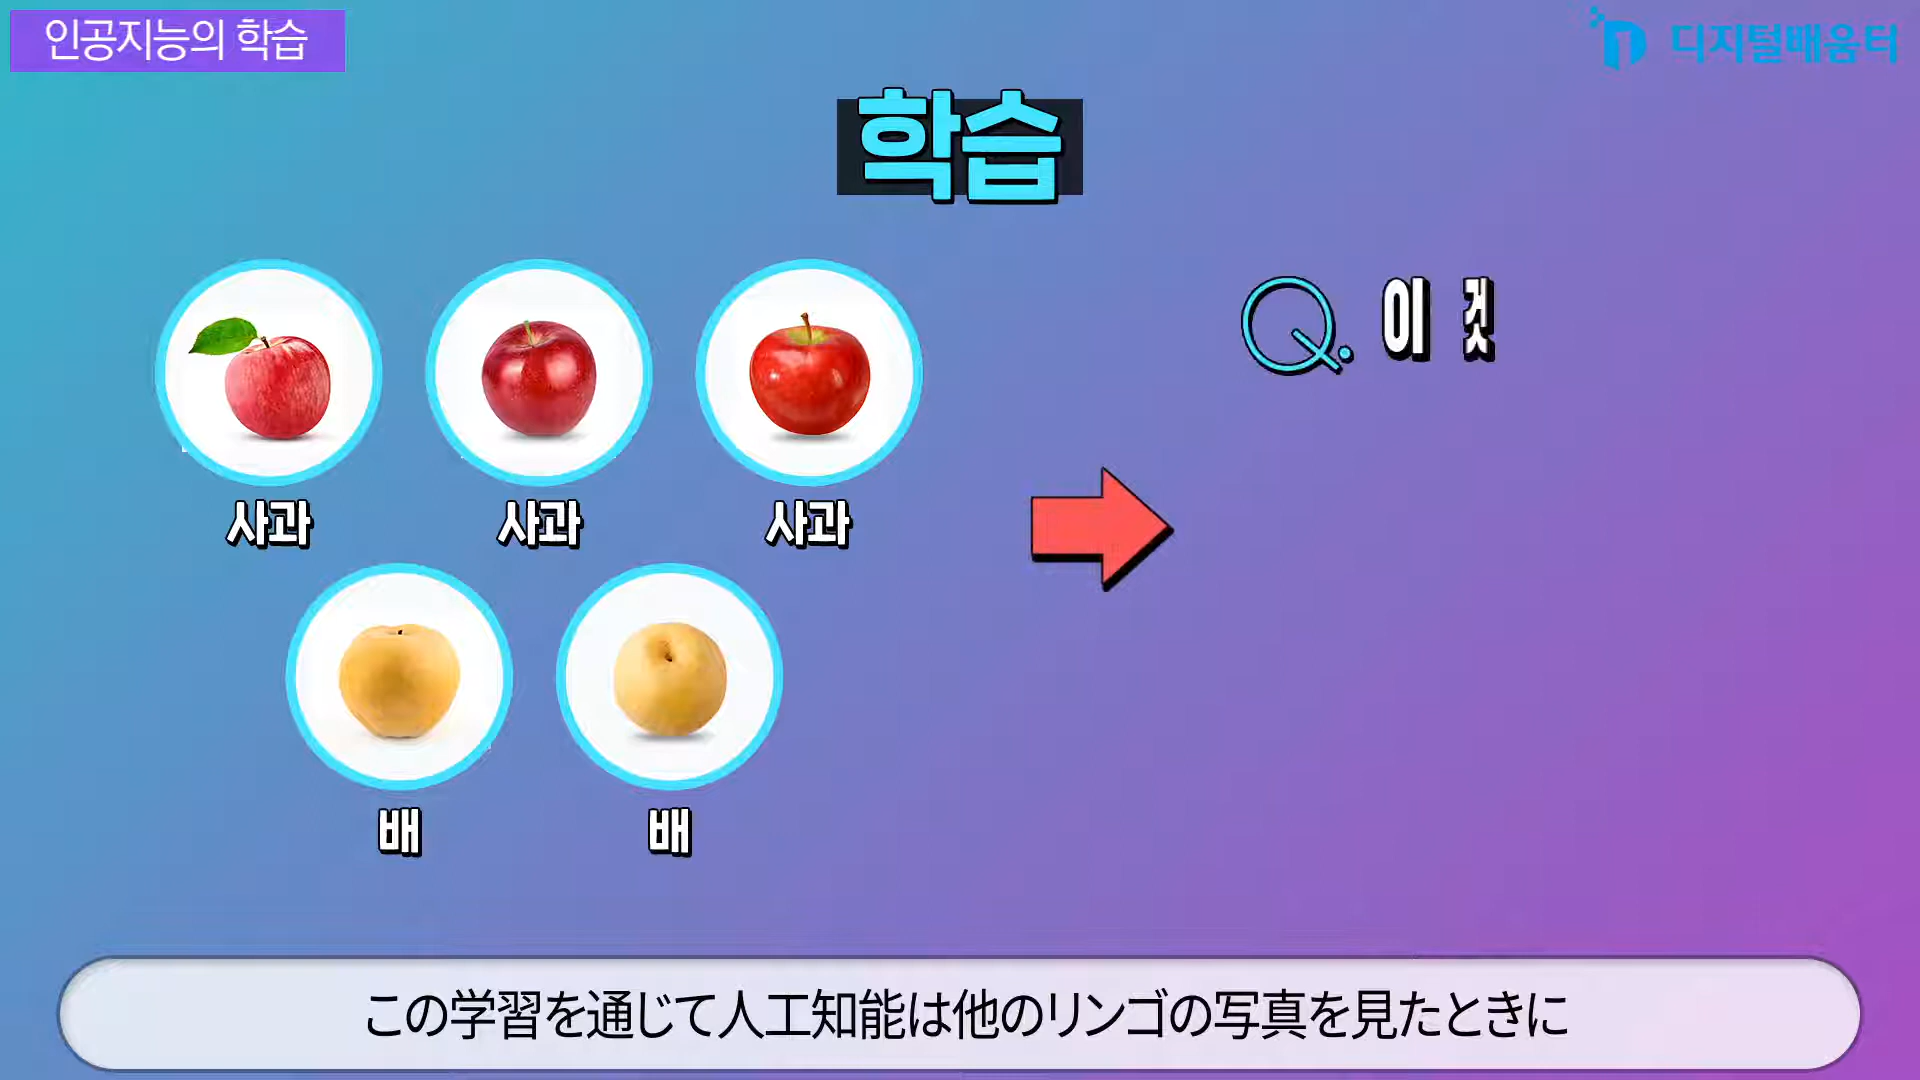 인공지능의 학습
디지털배움터
학습
Q. 이 것
사과 사과 사과
배 배
この学習を通じて人工知能は他のリンゴの写真を見たときに